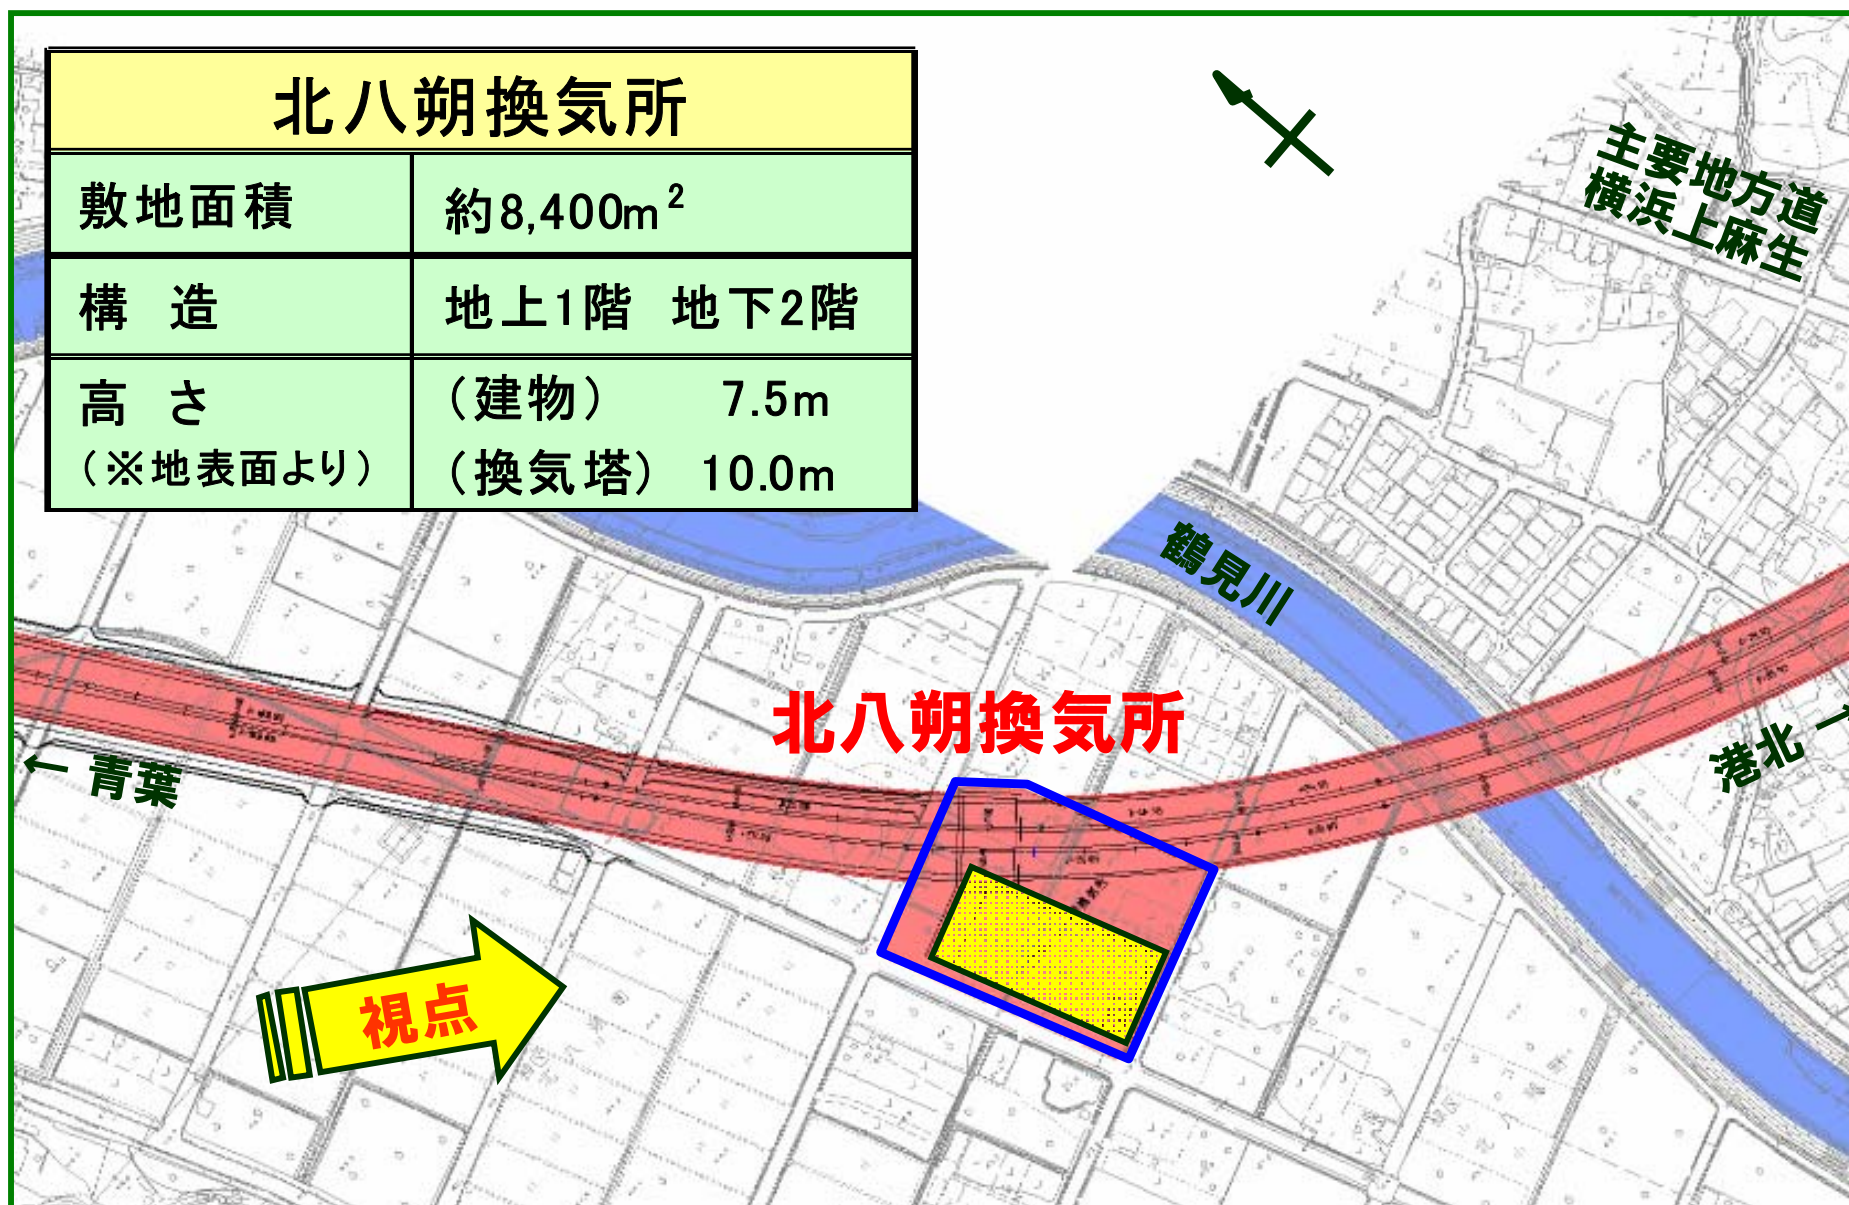 北八朔換気所
敷地面積 約8,400m²
構 造 地上1階 地下2階
高 さ (建物) 7.5m
(※地表面より) (換気塔) 10.0m
主要地方道
横浜上麻生
鶴見川
北八朔換気所
← 青葉
港北 →
視点